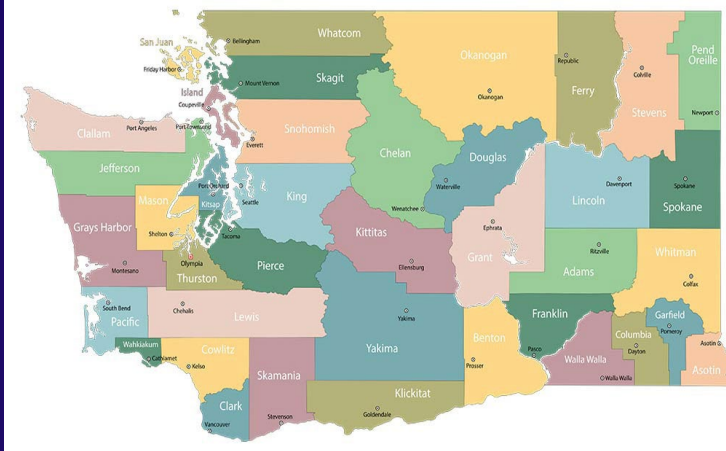 Whatcom
Bellingham
San Juan
Friday Harbor
Skagit
Mount Vernon
Island
Coupeville
Okanogan
Okanogan
Republic
Ferry
Colville
Stevens
Pend
Oreille
Newport
Clallam
Port Angeles
Port Townsend
Snohomish
Everett
Chelan
Wenatchee
Douglas
Waterville
Jefferson
Port Orchard
Kitsap
Seattle
King
Mason
Shelton
Lincoln
Davenport
Spokane
Spokane
Grays Harbor
Montesano
Tacoma
Pierce
Olympia
Thurston
Kittitas
Ellensburg
Ephrata
Grant
Ritzville
Adams
Whitman
Colfax
South Bend
Pacific
Chehalis
Lewis
Yakima
Yakima
Franklin
Pasco
Benton
Prosser
Garfield
Pomeroy
Columbia
Dayton
Walla Walla
Walla Walla
Asotin
Asotin
Wahkiakum
Cathlamet
Cowlitz
Kelso
Skamania
Stevenson
Klickitat
Goldendale
Clark
Vancouver